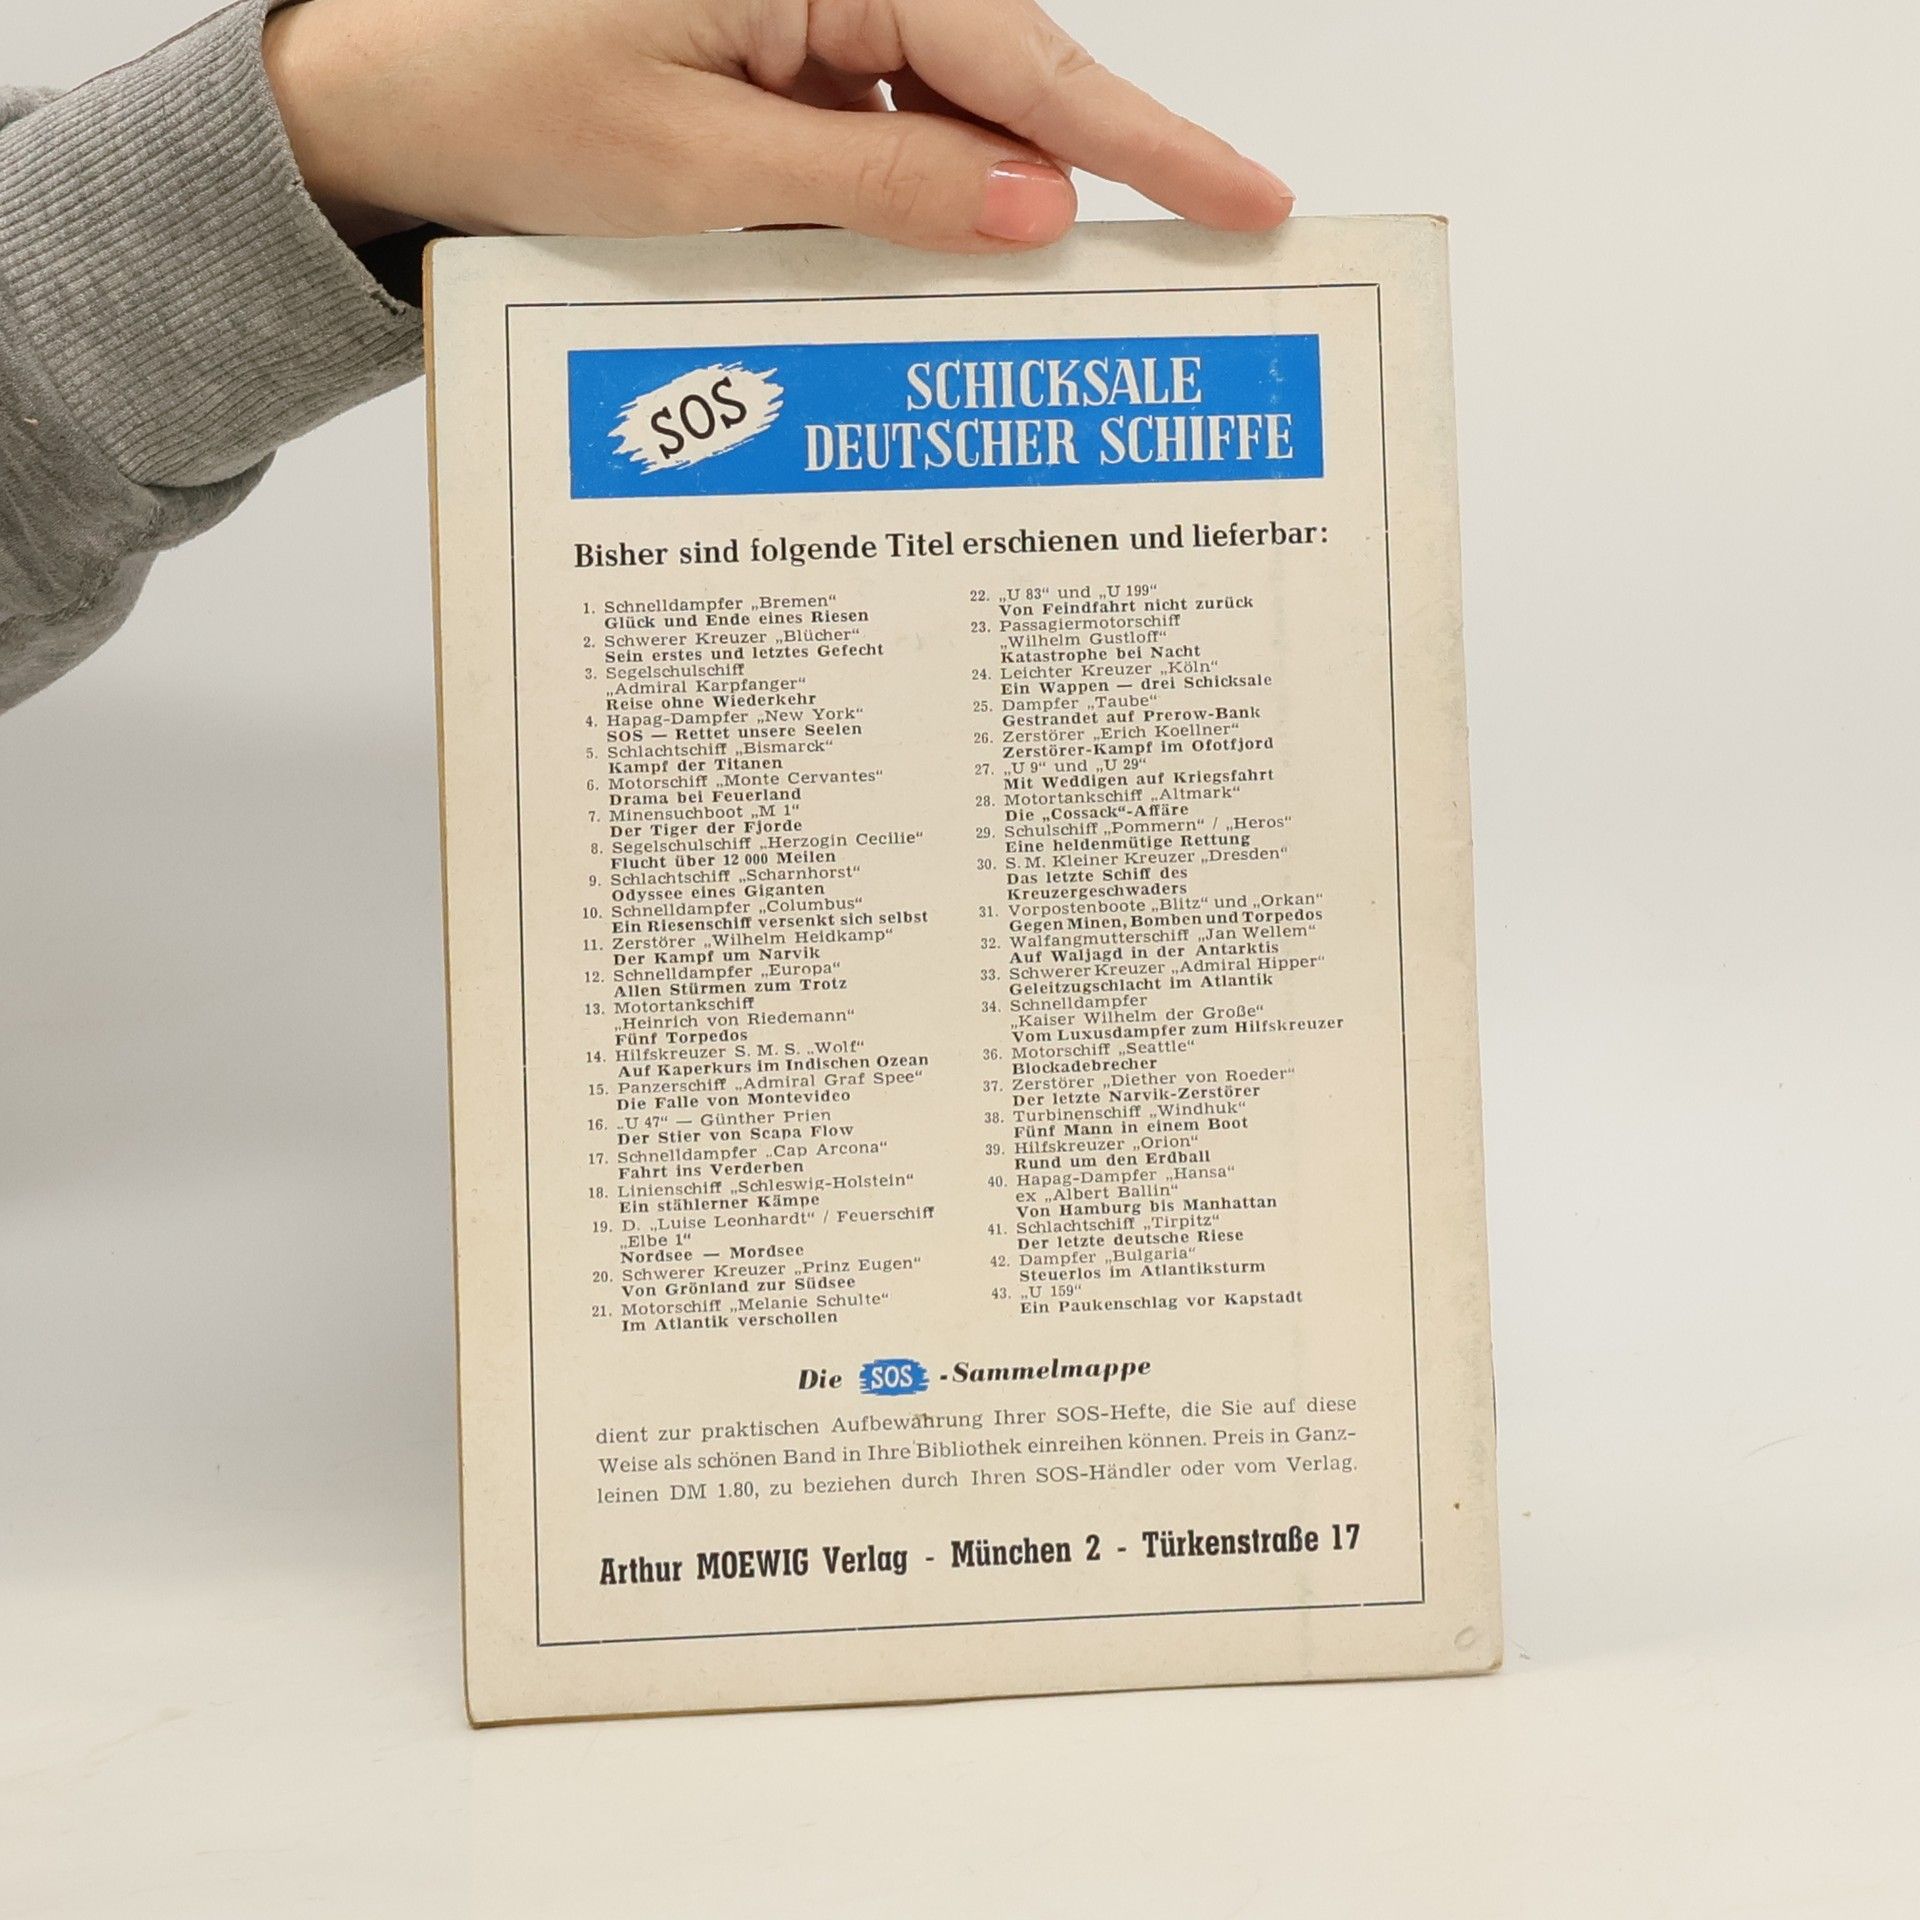 SOS
SCHICKSALE
DEUTSCHER SCHIFFE
Bisher sind folgende Titel erschienen und lieferbar:
1. Schnelldampfer „Bremen“
Glück und Ende eines Riesen
2. Schwerer Kreuzer „Blücher“
Sein erstes und letztes Gefecht
3. Segelschulschiff
„Admiral Karpfanger“
Reise ohne Wiederkehr
4. Hapag-Dampfer „New York“
SOS — Rettet unsere Seelen
5. Schlachtschiff „Bismarck“
Kampf der Titanen
6. Motorschiff „Monte Cervantes“
Drama bei Feuerland
7. Minensuchboot „M 1“
Der Tiger der Fjorde
8. Segelschulschiff „Herzogin Cecilie“
Flucht über 12 000 Meilen
9. Schlachtschiff „Scharnhorst“
Odyssee eines Giganten
10. Schnelldampfer „Columbus“
Ein Riesenschiff versenkt sich selbst
11. Zerstörer „Wilhelm Heidkamp“
Der Kampf um Narvik
12. Schnelldampfer „Europa“
Allen Stürmen zum Trotz
13. Motortankschiff
„Heinrich von Riedemann“
Fünf Torpedos
14. Hilfskreuzer S. M. S. „Wolf“
Auf Kaperkurs im Indischen Ozean
15. Panzerschiff „Admiral Graf Spee“
Die Falle von Montevideo
16. „U 47“ — Günther Prien
Der Stier von Scapa Flow
17. Schnelldampfer „Cap Arcona“
Fahrt ins Verderben
18. Linienschiff „Schleswig-Holstein“
Ein stählerner Kämpe
19. D. „Luise Leonhardt“ / Feuerschiff
„Elbe 1“
Nordsee — Mordsee
20. Schwerer Kreuzer „Prinz Eugen“
Von Grönland zur Südsee
21. Motorschiff „Melanie Schulte“
Im Atlantik verschollen
22. „U 83“ und „U 199“
Von Feindfahrt nicht zurück
23. Passagiermotorschiff
„Wilhelm Gustloff“
Katastrophe bei Nacht
24. Leichter Kreuzer „Köln“
Ein Wappen — drei Schicksale
25. Dampfer „Taube“
Gestrandet auf Prerow-Bank
26. Zerstörer „Erich Koellner“
Zerstörer-Kampf im Ofotfjord
27. „U 9“ und „U 29“
Mit Weddigen auf Kriegsfahrt
28. Motortankschiff „Altmark“
Die „Cossack“-Affäre
29. Schulschiff „Pommern“ / „Heros“
Eine heldenmütige Rettung
30. S. M. Kleiner Kreuzer „Dresden“
Das letzte Schiff des
Kreuzergeschwaders
31. Vorpostenboote „Blitz“ und „Orkan“
Gegen Minen, Bomben und Torpedos
32. Walfangmutterschiff „Jan Wellem“
Auf Waljagd in der Antarktis
33. Schwerer Kreuzer „Admiral Hipper“
Geleitzugschlacht im Atlantik
34. Schnelldampfer
„Kaiser Wilhelm der Große“
Vom Luxusdampfer zum Hilfskreuzer
36. Motorschiff „Seattle“
Blockadebrecher
37. Zerstörer „Diether von Roeder“
Der letzte Narvik-Zerstörer
38. Turbinenschiff „Windhuk“
Fünf Mann in einem Boot
39. Hilfskreuzer „Orion“
Rund um den Erdball
40. Hapag-Dampfer „Hansa“
ex „Albert Ballin“
Von Hamburg bis Manhattan
41. Schlachtschiff „Tirpitz“
Der letzte deutsche Riese
42. Dampfer „Bulgaria“
Steuerlos im Atlantiksturm
43. „U 159“
Ein Paukenschlag vor Kapstadt
Die SOS -Sammelmappe
dient zur praktischen Aufbewahrung Ihrer SOS-Hefte, die Sie auf diese
Weise als schönen Band in Ihre Bibliothek einreihen können. Preis in Ganz-
leinen DM 1.80, zu beziehen durch Ihren SOS-Händler oder vom Verlag.
Arthur MOEWIG Verlag - München 2 - Türkenstraße 17